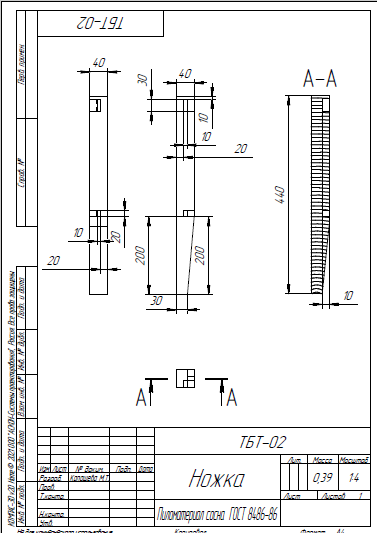 ТБТ-02
Перв. примен.
Справ. №
Подп. и дата
Инв. № дубл.
Взам. инв. №
Подп. и дата
Инв. № подл.
40
10
20
20
40
30
10
10
20
200
200
30
А-А
440
10
А
А
ТБТ-02
Изм Лист
№ докум.
Подп.
Дата
Разраб.
Пров.
Т.контр.
Н.контр.
Утв.
Ножка
Лит.
Масса
Масштаб
0,39
1:4
Лист
Листов 1
Пиломатериал сосна ГОСТ 8486-86
Копировал
Формат А4